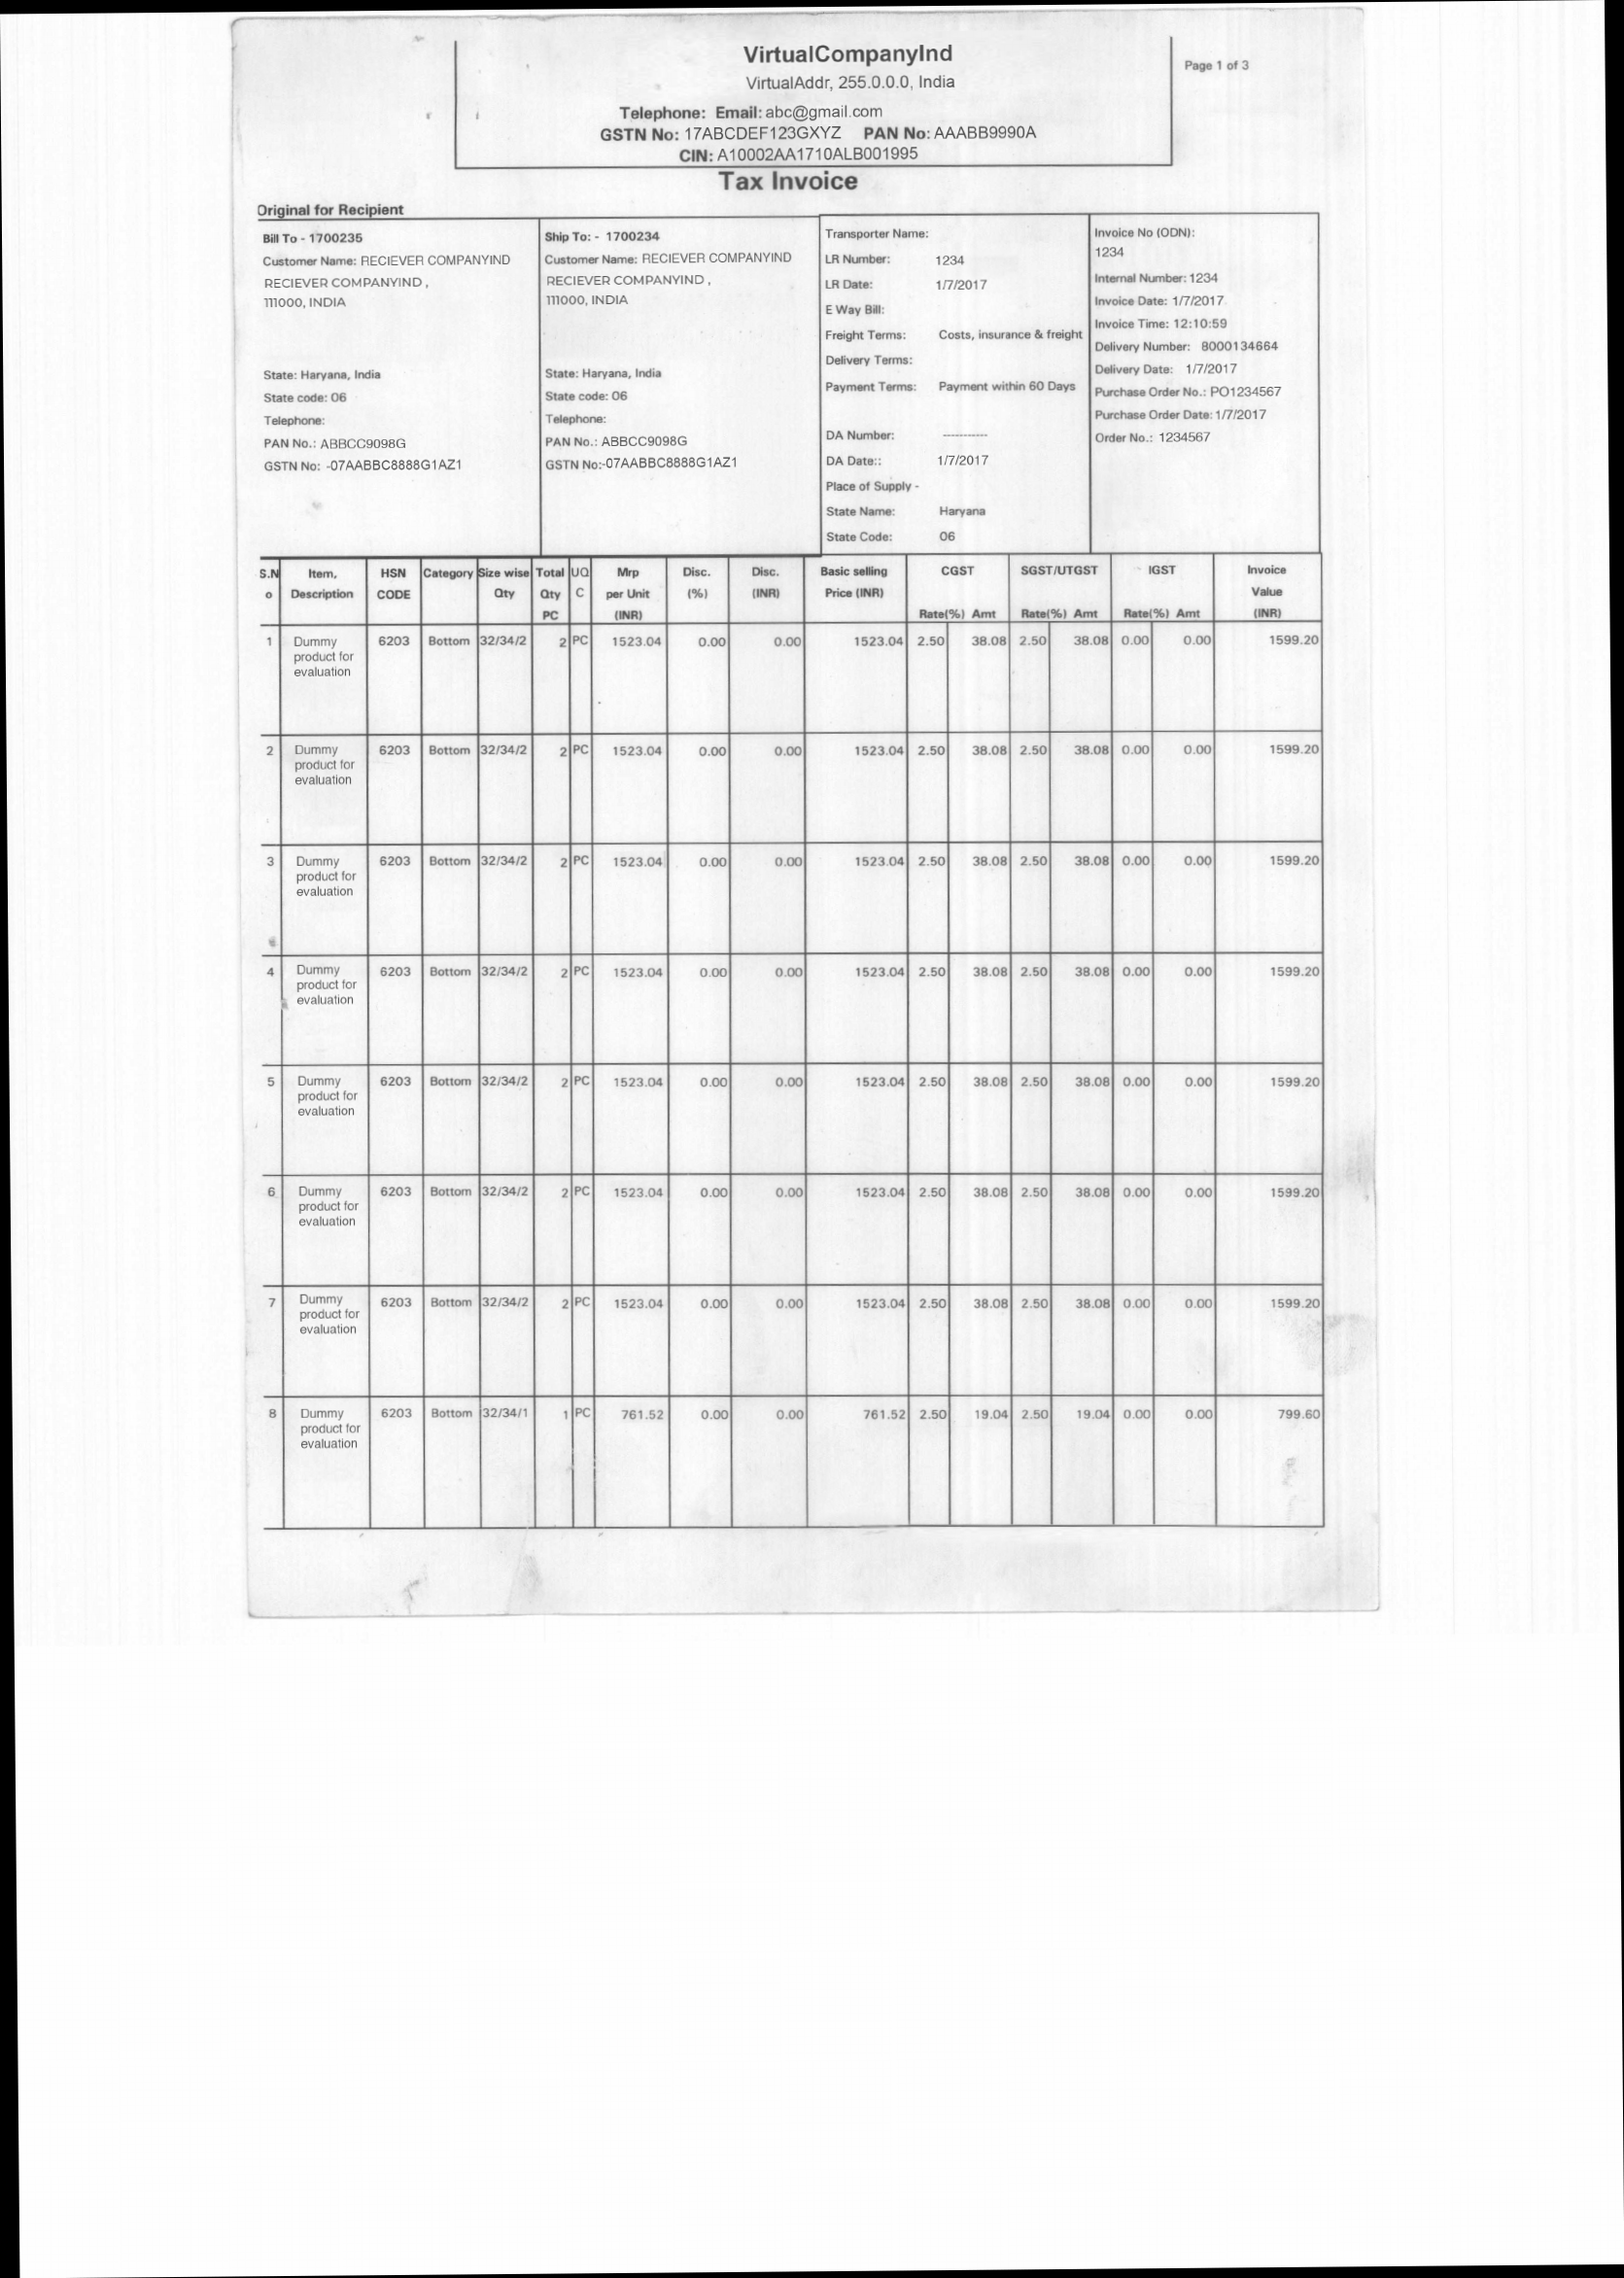 VirtualCompanyInd
Page 1 of 3
VirtualAddr, 255.0.0.0, India
Telephone: Email: abc@gmail.com
GSTN No: 17ABCDEF123GXYZ PAN No: AAABB9990A
CIN: A10002AA1710ALB001995
Tax Invoice
Original for Recipient
Bill To - 1700235
Customer Name: RECIEVER COMPANYIND
RECIEVER COMPANYIND ,
111000, INDIA
State: Haryana, India
State code: 06
Telephone:
PAN No.: ABBCC9098G
GSTN No: -07AABBC8888G1AZ1
Ship To: - 1700234
Customer Name: RECIEVER COMPANYIND
RECIEVER COMPANYIND ,
111000, INDIA
State: Haryana, India
State code: 06
Telephone:
PAN No.: ABBCC9098G
GSTN No:-07AABBC8888G1AZ1
Transporter Name:
LR Number: 1234
LR Date: 1/7/2017
E Way Bill:
Freight Terms: Costs, insurance & freight
Delivery Terms:
Payment Terms: Payment within 60 Days
DA Number: -----------
DA Date:: 1/7/2017
Place of Supply -
State Name: Haryana
State Code: 06
Invoice No (ODN):
1234
Internal Number: 1234
Invoice Date: 1/7/2017
Invoice Time: 12:10:59
Delivery Number: 8000134664
Delivery Date: 1/7/2017
Purchase Order No.: PO1234567
Purchase Order Date: 1/7/2017
Order No.: 1234567
S.N Item, HSN Category Size wise Total UQ Mrp Disc. Disc. Basic selling CGST SGST/UTGST IGST Invoice
o Description CODE Qty Qty C per Unit (%) (INR) Price (INR) Value
PC (INR) Rate(%) Amt Rate(%) Amt Rate(%) Amt (INR)
1 Dummy 6203 Bottom 32/34/2 2 PC 1523.04 0.00 0.00 1523.04 2.50 38.08 2.50 38.08 0.00 0.00 1599.20
product for
evaluation
2 Dummy 6203 Bottom 32/34/2 2 PC 1523.04 0.00 0.00 1523.04 2.50 38.08 2.50 38.08 0.00 0.00 1599.20
product for
evaluation
3 Dummy 6203 Bottom 32/34/2 2 PC 1523.04 0.00 0.00 1523.04 2.50 38.08 2.50 38.08 0.00 0.00 1599.20
product for
evaluation
4 Dummy 6203 Bottom 32/34/2 2 PC 1523.04 0.00 0.00 1523.04 2.50 38.08 2.50 38.08 0.00 0.00 1599.20
product for
evaluation
5 Dummy 6203 Bottom 32/34/2 2 PC 1523.04 0.00 0.00 1523.04 2.50 38.08 2.50 38.08 0.00 0.00 1599.20
product for
evaluation
6 Dummy 6203 Bottom 32/34/2 2 PC 1523.04 0.00 0.00 1523.04 2.50 38.08 2.50 38.08 0.00 0.00 1599.20
product for
evaluation
7 Dummy 6203 Bottom 32/34/2 2 PC 1523.04 0.00 0.00 1523.04 2.50 38.08 2.50 38.08 0.00 0.00 1599.20
product for
evaluation
8 Dummy 6203 Bottom 32/34/1 1 PC 761.52 0.00 0.00 761.52 2.50 19.04 2.50 19.04 0.00 0.00 799.60
product for
evaluation